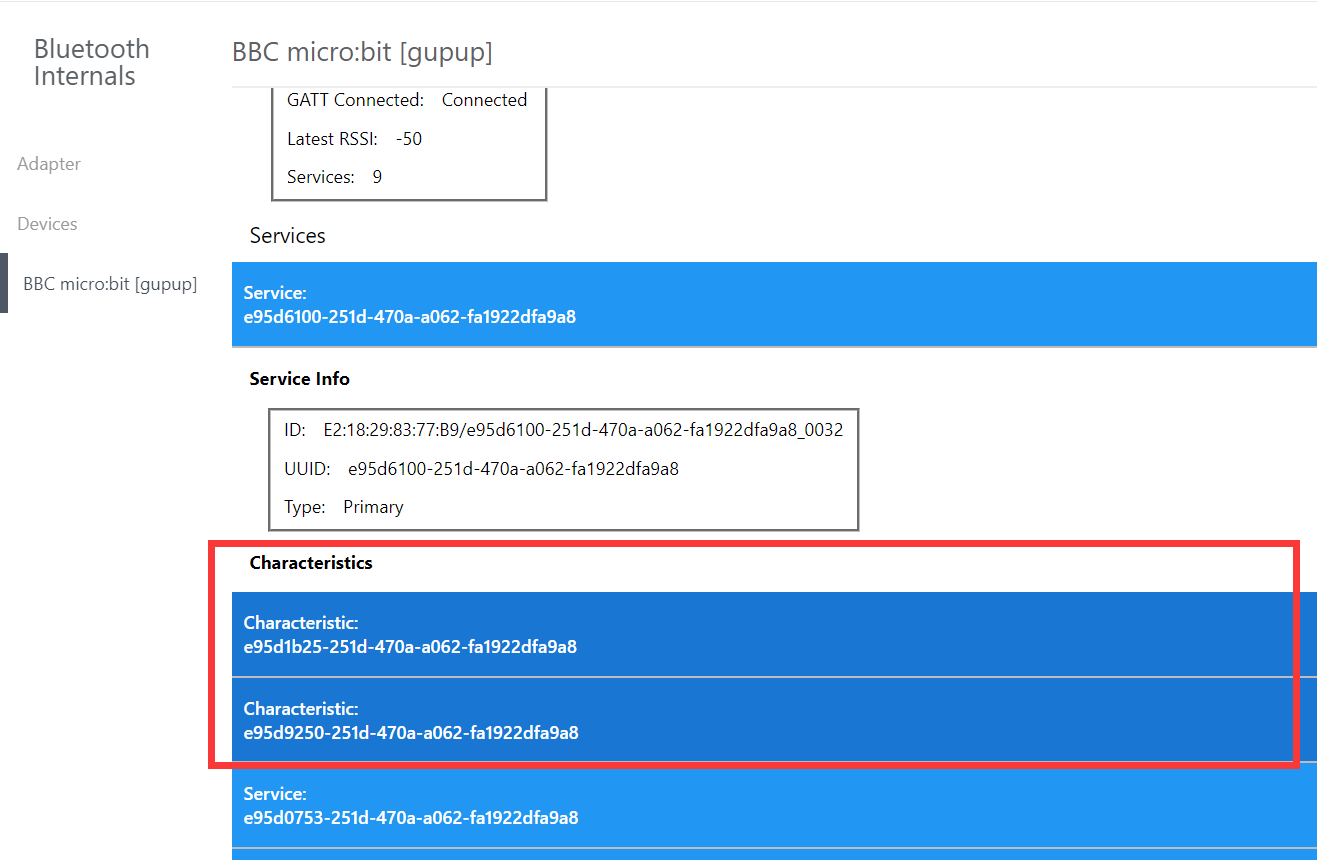 Bluetooth
Internals
BBC micro:bit [gupup]
Adapter
Devices
BBC micro:bit [gupup]
GATT Connected: Connected
Latest RSSI: -50
Services: 9
Services
Service:
e95d6100-251d-470a-a062-fa1922dfa9a8
Service Info
ID: E2:18:29:83:77:B9/e95d6100-251d-470a-a062-fa1922dfa9a8_0032
UUID: e95d6100-251d-470a-a062-fa1922dfa9a8
Type: Primary
Characteristics
Characteristic:
e95d1b25-251d-470a-a062-fa1922dfa9a8
Characteristic:
e95d9250-251d-470a-a062-fa1922dfa9a8
Service:
e95d0753-251d-470a-a062-fa1922dfa9a8